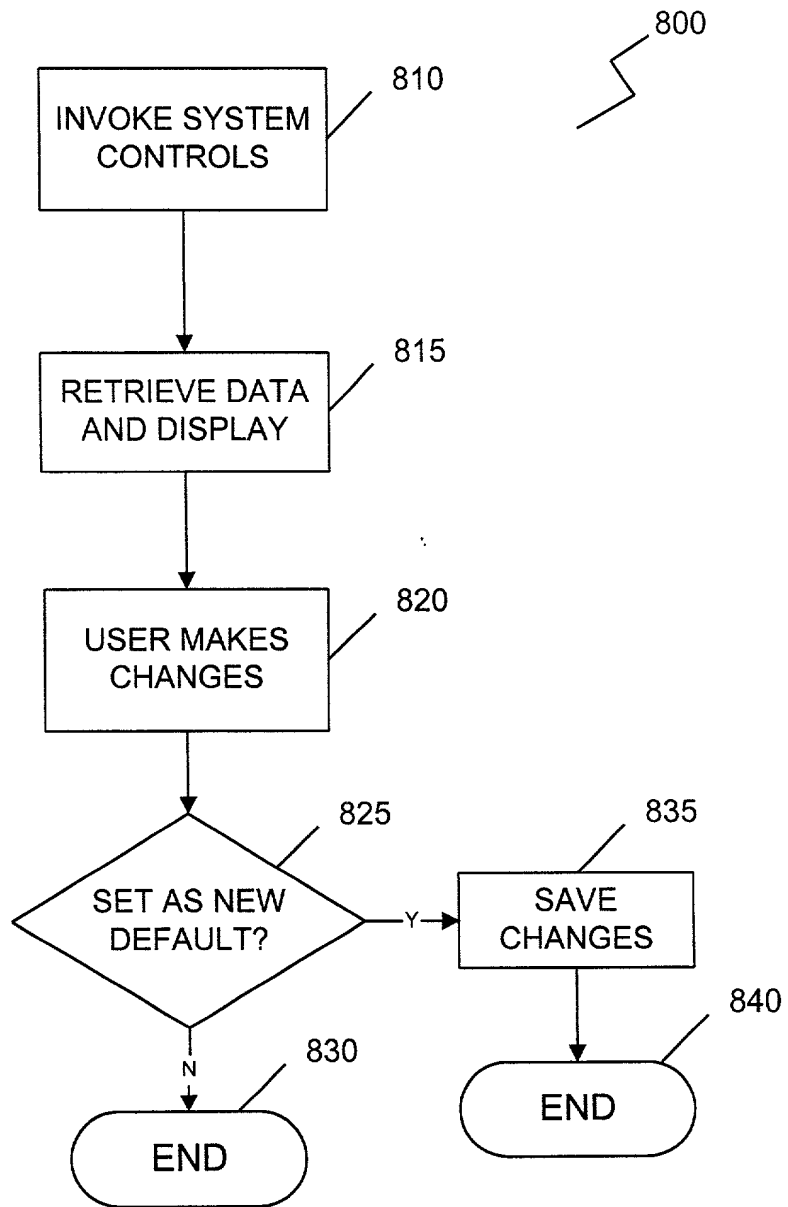 800
810
INVOKE SYSTEM
CONTROLS
815
RETRIEVE DATA
AND DISPLAY
820
USER MAKES
CHANGES
825
SET AS NEW
DEFAULT?
Y
835
SAVE
CHANGES
N
830
END
840
END